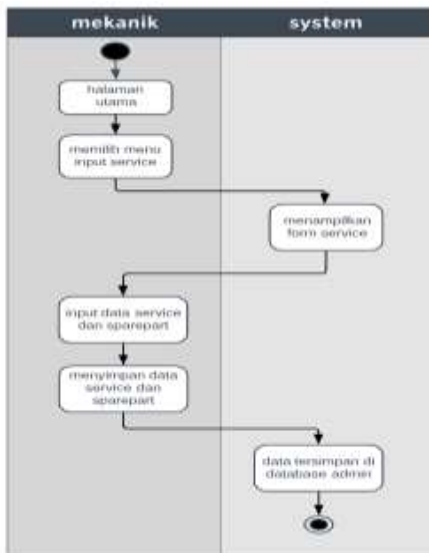 mekanik
system
halaman
utama
memilih menu
input service
menampilkan
form service
input data service
dan sparepart
menyimpan data
service dan
sparepart
data tersimpan di
database admin